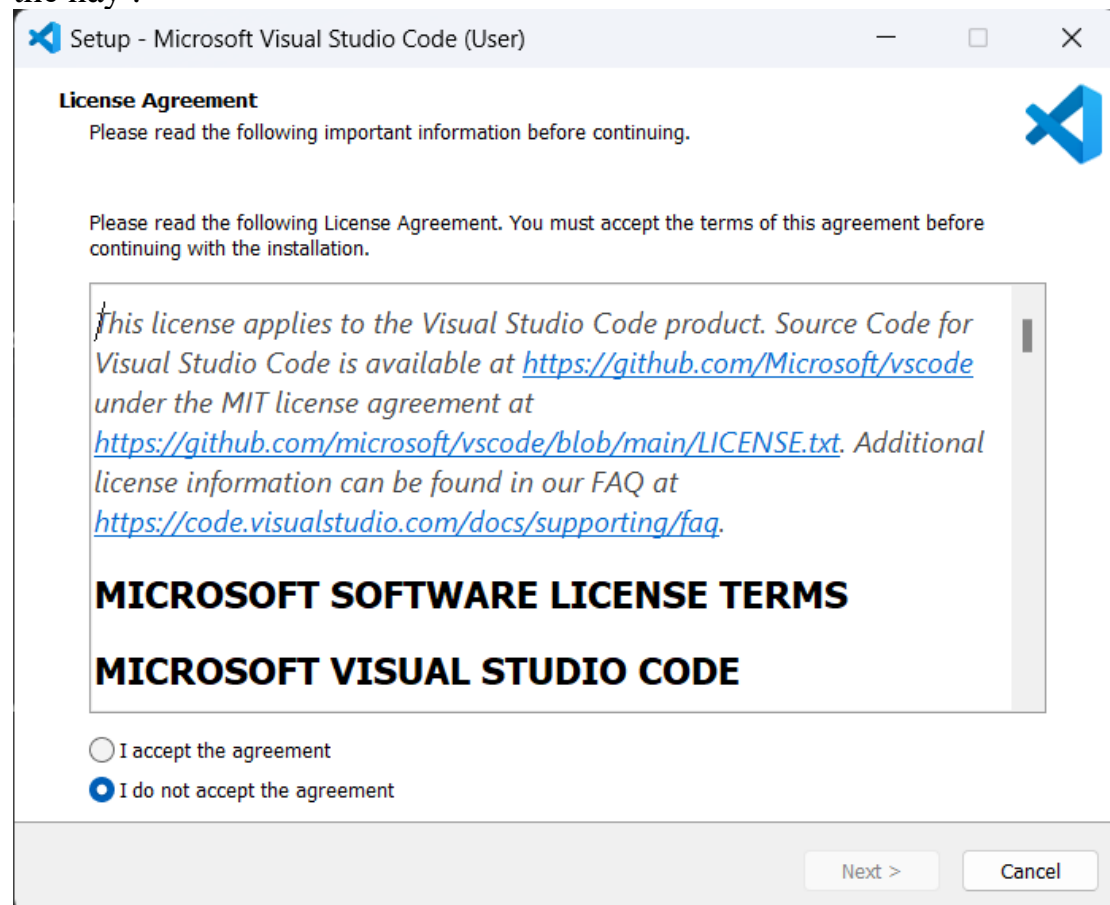 Setup - Microsoft Visual Studio Code (User)
License Agreement
Please read the following important information before continuing.
Please read the following License Agreement. You must accept the terms of this agreement before
continuing with the installation.
This license applies to the Visual Studio Code product. Source Code for
Visual Studio Code is available at https://github.com/Microsoft/vscode
under the MIT license agreement at
https://github.com/microsoft/vscode/blob/main/LICENSE.txt. Additional
license information can be found in our FAQ at
https://code.visualstudio.com/docs/supporting/faq.
MICROSOFT SOFTWARE LICENSE TERMS
MICROSOFT VISUAL STUDIO CODE
I accept the agreement
I do not accept the agreement
Next >
Cancel